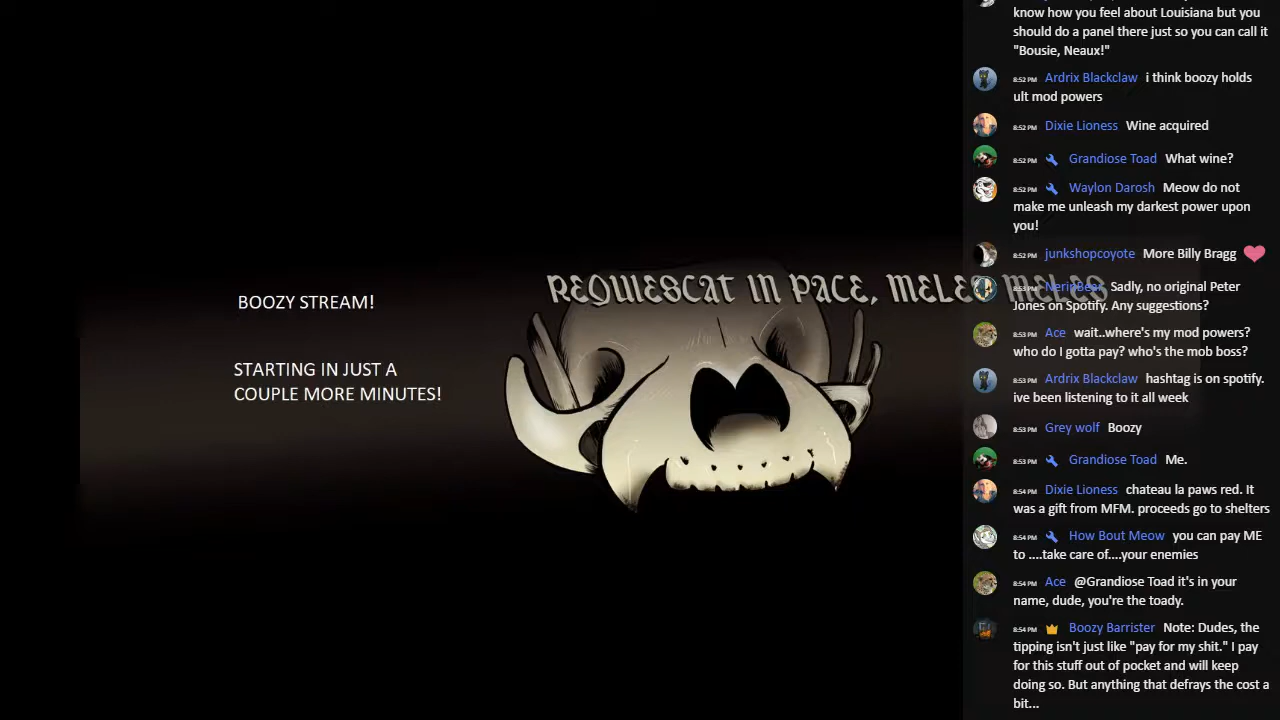 know how you feel about Louisiana but you
should do a panel there just so you can call it
"Bousie, Neaux!"
8:52 PM Ardrix Blackclaw i think boozy holds
ult mod powers
8:52 PM Dixie Lioness Wine acquired
8:52 PM Grandiose Toad What wine?
8:52 PM Waylon Darosh Meow do not
make me unleash my darkest power upon
you!
8:52 PM junkshopcoyote More Billy Bragg
REQUIESCAT IN PACE, MELES MELES
8:53 PM NerinBear Sadly, no original Peter
Jones on Spotify. Any suggestions?
BOOZY STREAM!
8:53 PM Ace wait..where's my mod powers?
who do I gotta pay? who's the mob boss?
STARTING IN JUST A
COUPLE MORE MINUTES!
8:53 PM Ardrix Blackclaw hashtag is on spotify.
ive been listening to it all week
8:53 PM Grey wolf Boozy
8:53 PM Grandiose Toad Me.
8:54 PM Dixie Lioness chateau la paws red. It
was a gift from MFM. proceeds go to shelters
8:54 PM How Bout Meow you can pay ME
to ....take care of....your enemies
8:54 PM Ace @Grandiose Toad it's in your
name, dude, you're the toady.
8:54 PM Boozy Barrister Note: Dudes, the
tipping isn't just like "pay for my shit." I pay
for this stuff out of pocket and will keep
doing so. But anything that defrays the cost a
bit...